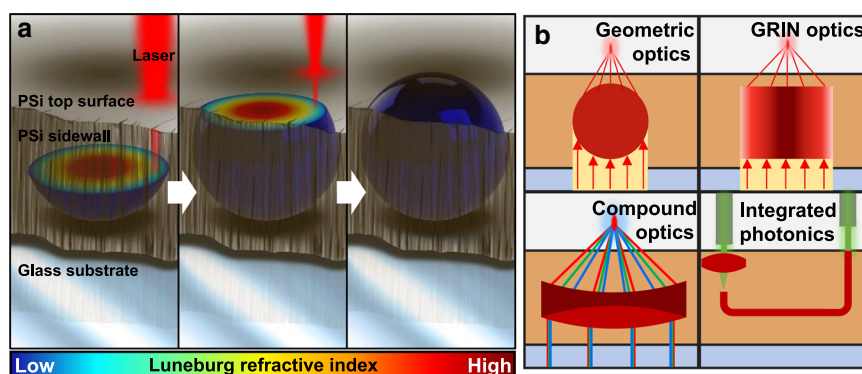 a
Laser
PSi top surface
PSi sidewall
Glass substrate
Low Luneburg refractive index High
b
Geometric
optics
GRIN optics
Compound
optics
Integrated
photonics